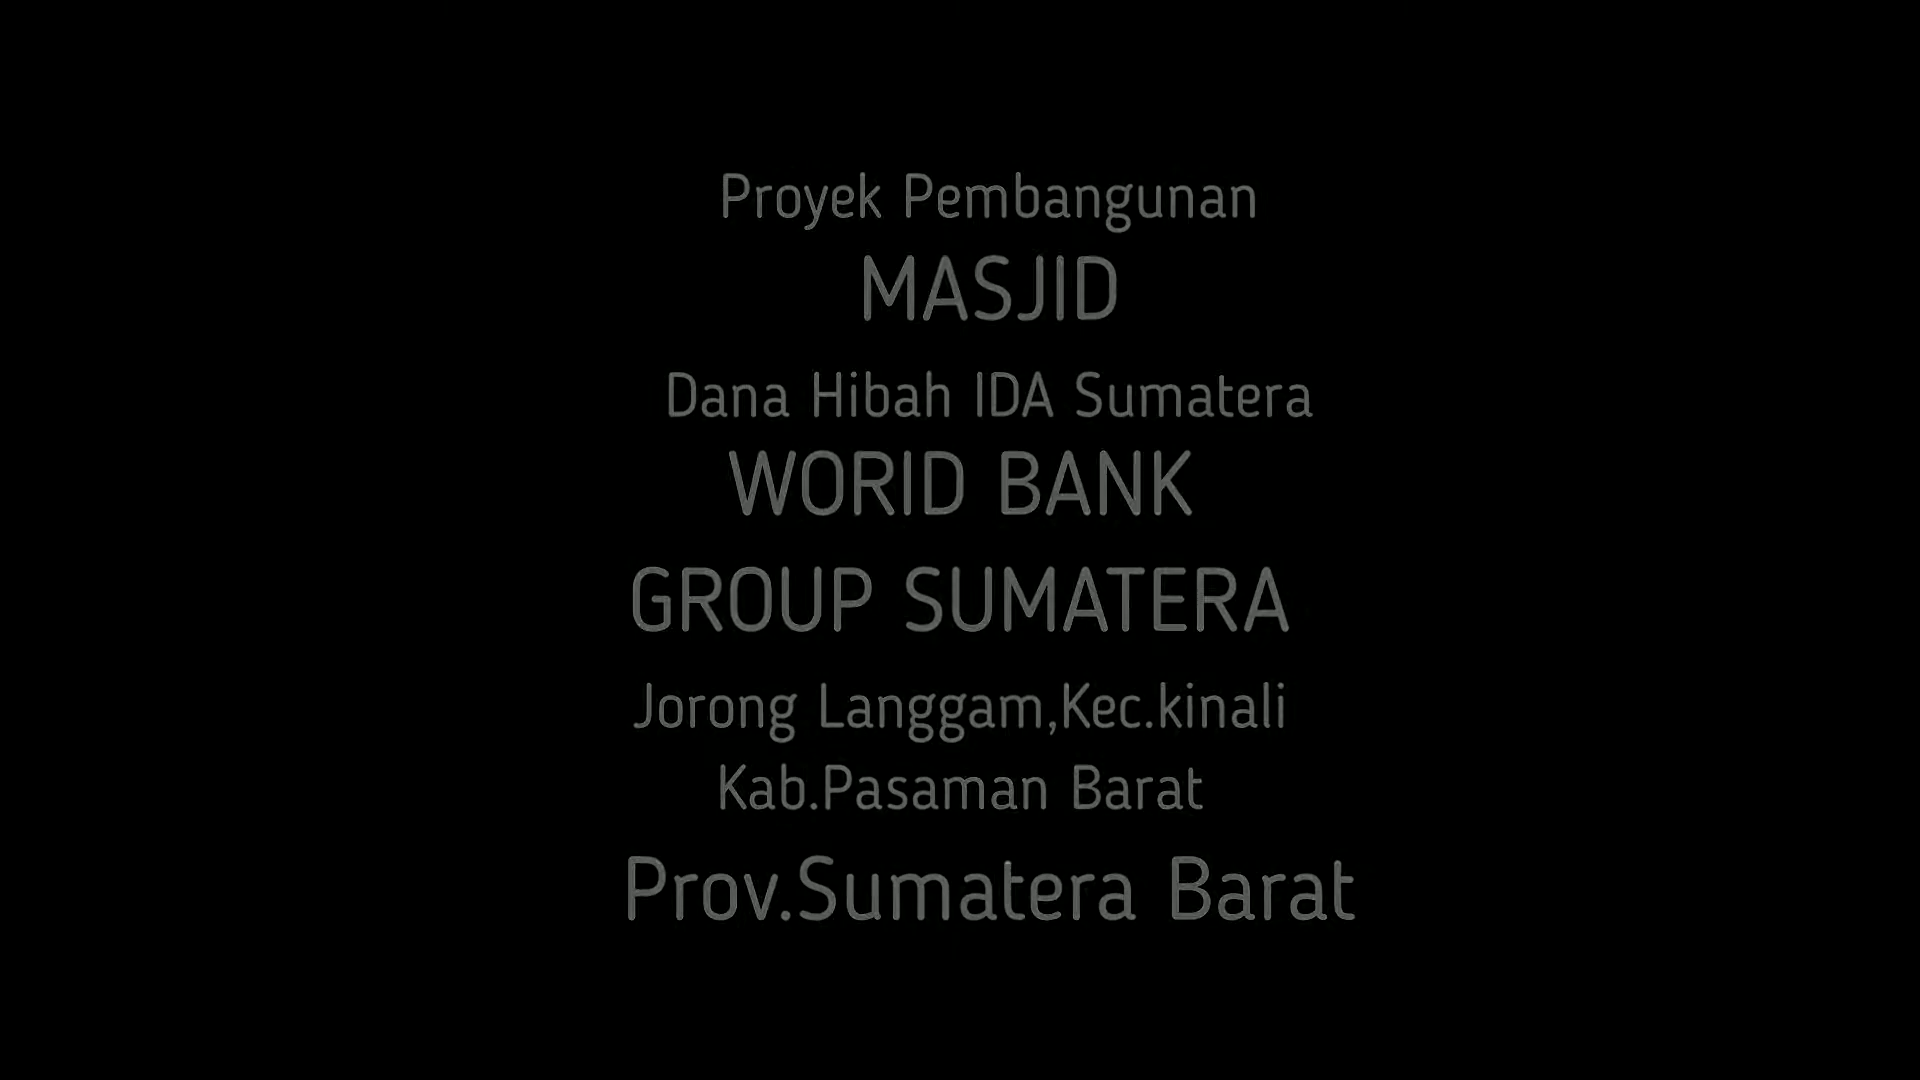 Proyek Pembangunan
MASJID
Dana Hibah IDA Sumatera
WORID BANK
GROUP SUMATERA
Jorong Langgam,Kec.kinali
Kab.Pasaman Barat
Prov.Sumatera Barat